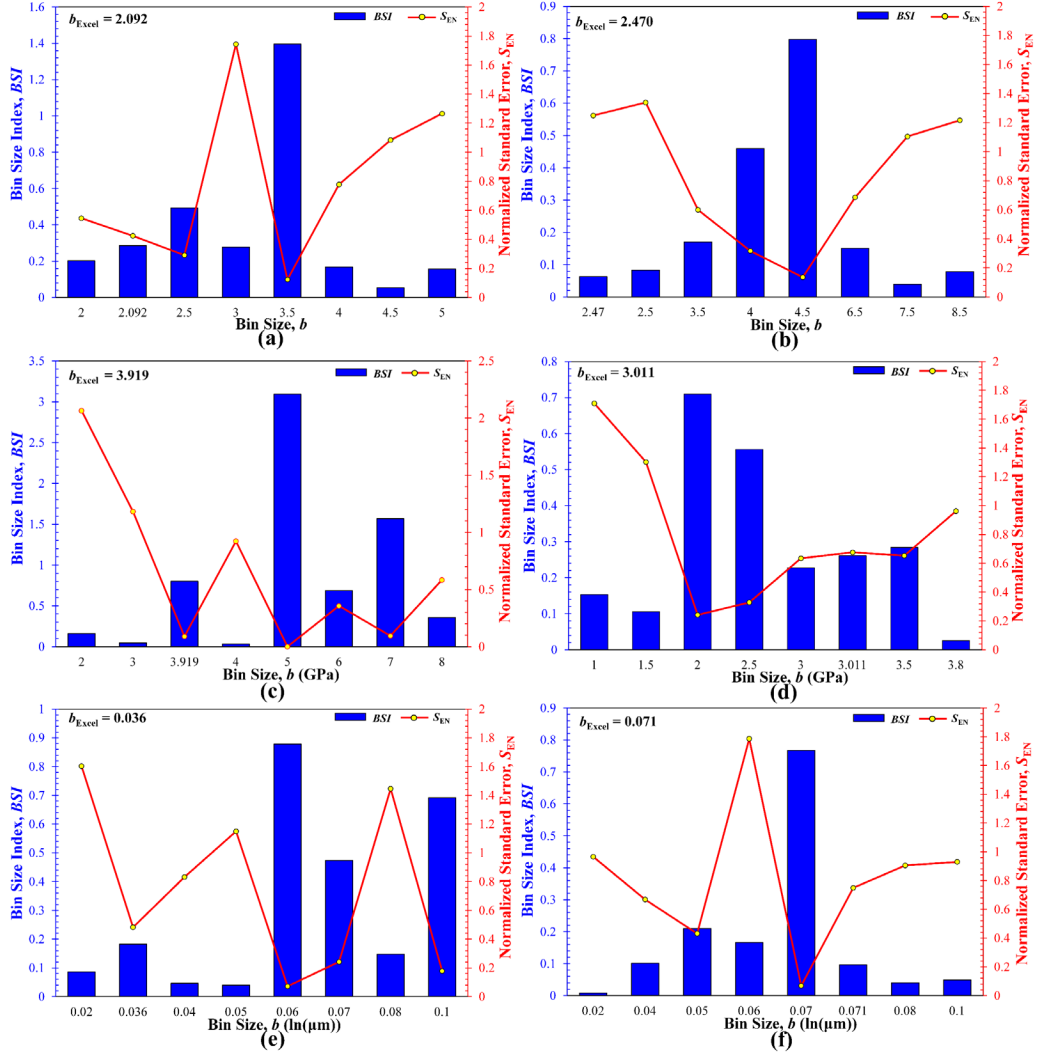 b_Excel = 2.092
BSI
S_EN
Bin Size Index, BSI
1.6
1.4
1.2
1
0.8
0.6
0.4
0.2
0
2
1.8
1.6
1.4
1.2
1
0.8
0.6
0.4
0.2
0
Normalized Standard Error, S_EN
2 2.092 2.5 3 3.5 4 4.5 5
Bin Size, b
(a)
b_Excel = 2.470
BSI
S_EN
Bin Size Index, BSI
0.9
0.8
0.7
0.6
0.5
0.4
0.3
0.2
0.1
0
2
1.8
1.6
1.4
1.2
1
0.8
0.6
0.4
0.2
0
Normalized Standard Error, S_EN
2.47 2.5 3.5 4 4.5 6.5 7.5 8.5
Bin Size, b
(b)
b_Excel = 3.919
BSI
S_EN
Bin Size Index, BSI
3.5
3
2.5
2
1.5
1
0.5
0
2.5
2
1.5
1
0.5
0
Normalized Standard Error, S_EN
2 3 3.919 4 5 6 7 8
Bin Size, b (GPa)
(c)
b_Excel = 3.011
BSI
S_EN
Bin Size Index, BSI
0.8
0.7
0.6
0.5
0.4
0.3
0.2
0.1
0
2
1.8
1.6
1.4
1.2
1
0.8
0.6
0.4
0.2
0
Normalized Standard Error, S_EN
1 1.5 2 2.5 3 3.011 3.5 3.8
Bin Size, b (GPa)
(d)
b_Excel = 0.036
BSI
S_EN
Bin Size Index, BSI
1
0.9
0.8
0.7
0.6
0.5
0.4
0.3
0.2
0.1
0
2
1.8
1.6
1.4
1.2
1
0.8
0.6
0.4
0.2
0
Normalized Standard Error, S_EN
0.02 0.036 0.04 0.05 0.06 0.07 0.08 0.1
Bin Size, b (ln(μm))
(e)
b_Excel = 0.071
BSI
S_EN
Bin Size Index, BSI
0.9
0.8
0.7
0.6
0.5
0.4
0.3
0.2
0.1
0
2
1.8
1.6
1.4
1.2
1
0.8
0.6
0.4
0.2
0
Normalized Standard Error, S_EN
0.02 0.04 0.05 0.06 0.07 0.071 0.08 0.1
Bin Size, b (ln(μm))
(f)